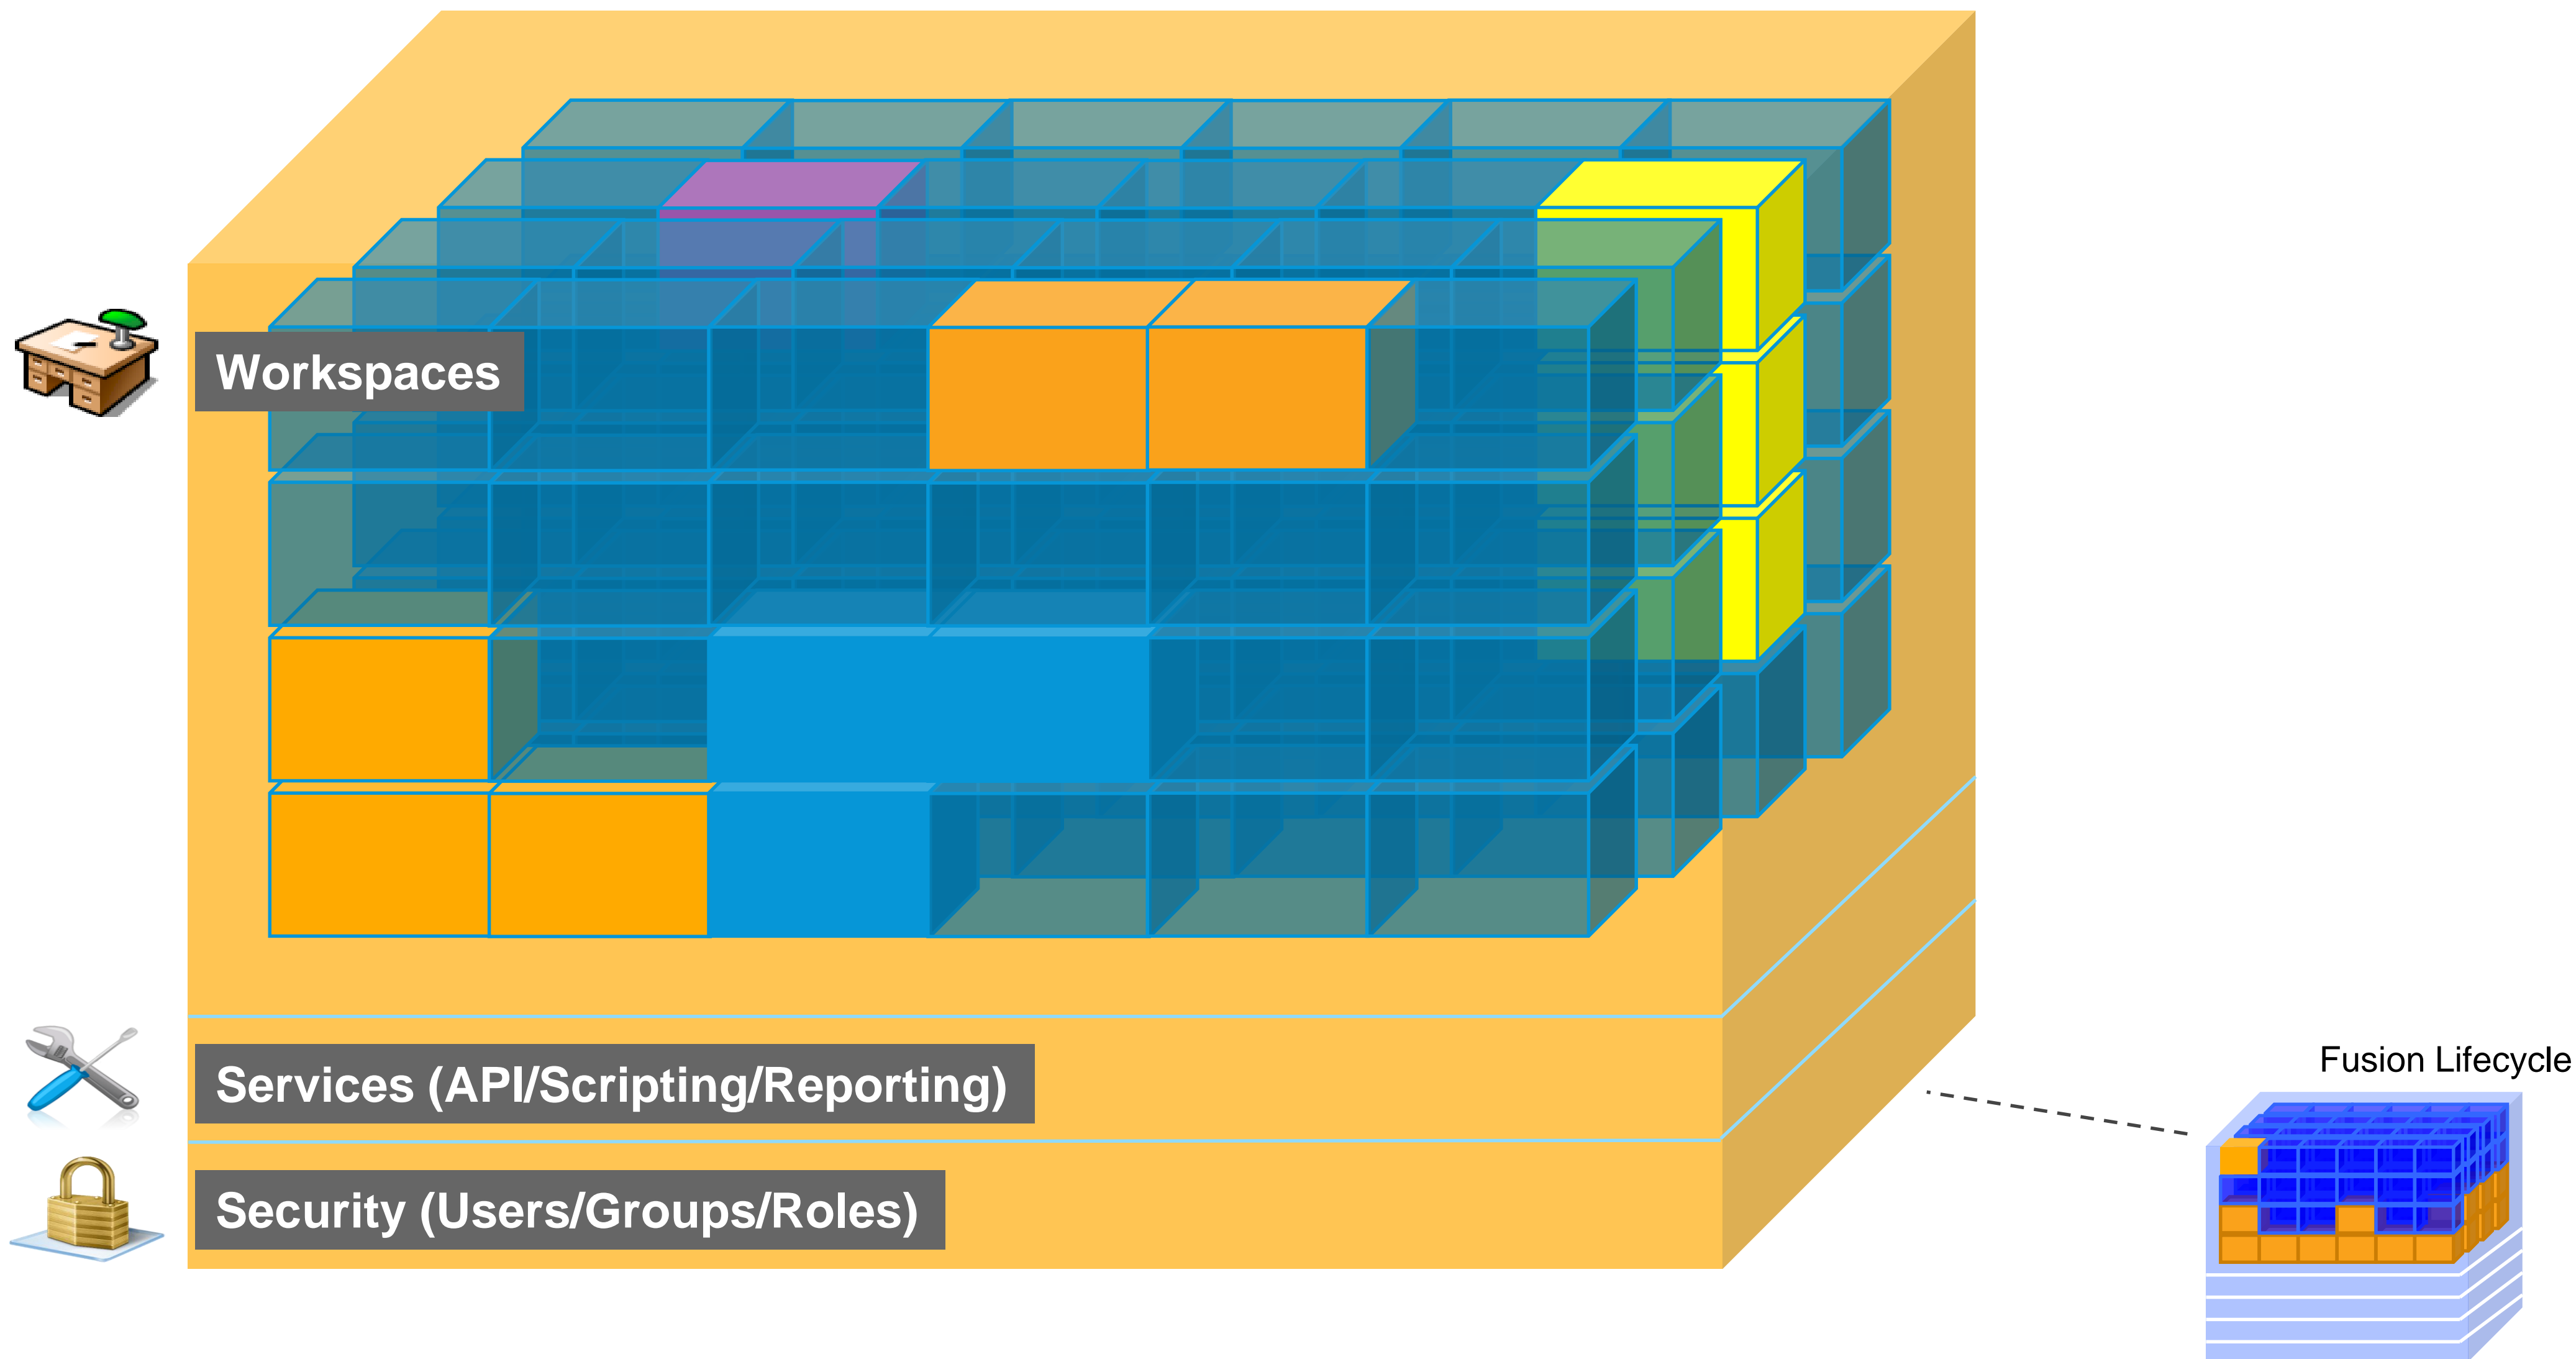 Workspaces
Services (API/Scripting/Reporting)
Fusion Lifecycle
Security (Users/Groups/Roles)